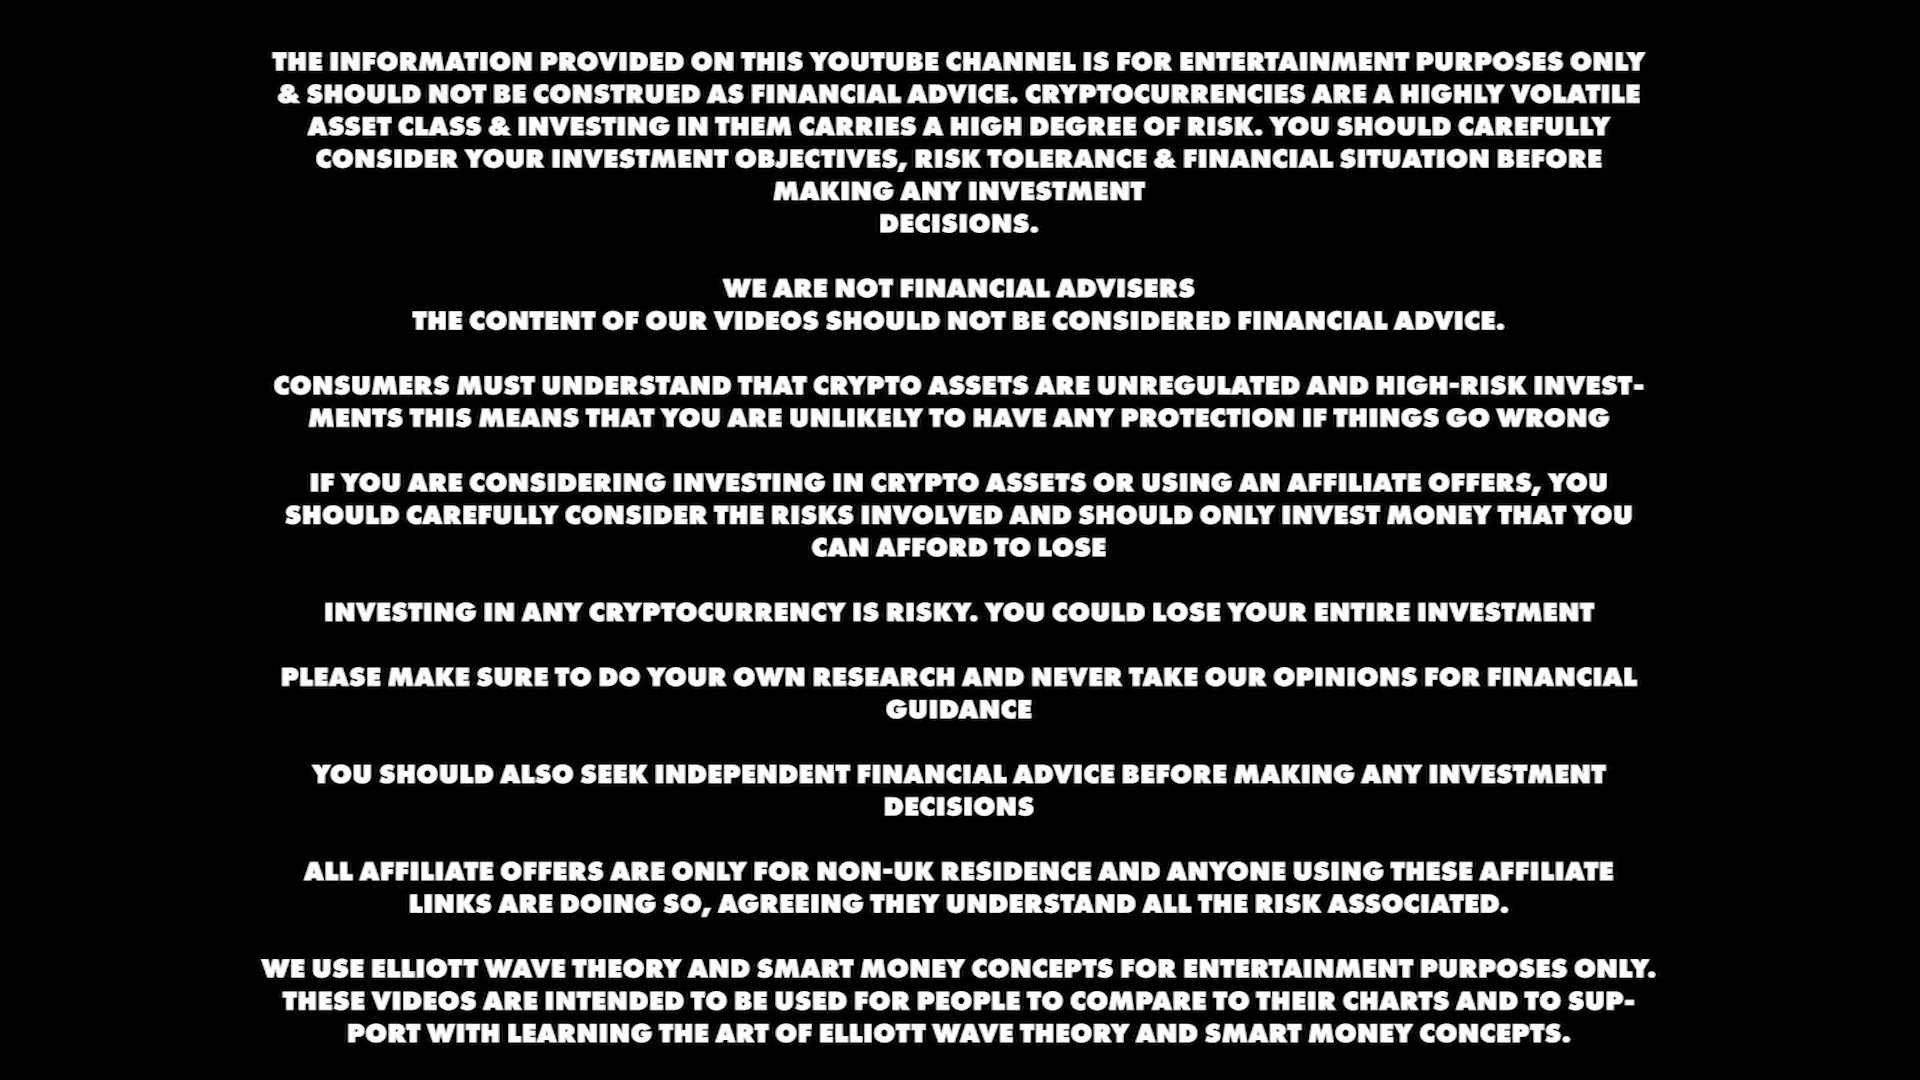 THE INFORMATION PROVIDED ON THIS YOUTUBE CHANNEL IS FOR ENTERTAINMENT PURPOSES ONLY
& SHOULD NOT BE CONSTRUED AS FINANCIAL ADVICE. CRYPTOCURRENCIES ARE A HIGHLY VOLATILE
ASSET CLASS & INVESTING IN THEM CARRIES A HIGH DEGREE OF RISK. YOU SHOULD CAREFULLY
CONSIDER YOUR INVESTMENT OBJECTIVES, RISK TOLERANCE & FINANCIAL SITUATION BEFORE
MAKING ANY INVESTMENT
DECISIONS.
WE ARE NOT FINANCIAL ADVISERS
THE CONTENT OF OUR VIDEOS SHOULD NOT BE CONSIDERED FINANCIAL ADVICE.
CONSUMERS MUST UNDERSTAND THAT CRYPTO ASSETS ARE UNREGULATED AND HIGH-RISK INVEST-
MENTS THIS MEANS THAT YOU ARE UNLIKELY TO HAVE ANY PROTECTION IF THINGS GO WRONG
IF YOU ARE CONSIDERING INVESTING IN CRYPTO ASSETS OR USING AN AFFILIATE OFFERS, YOU
SHOULD CAREFULLY CONSIDER THE RISKS INVOLVED AND SHOULD ONLY INVEST MONEY THAT YOU
CAN AFFORD TO LOSE
INVESTING IN ANY CRYPTOCURRENCY IS RISKY. YOU COULD LOSE YOUR ENTIRE INVESTMENT
PLEASE MAKE SURE TO DO YOUR OWN RESEARCH AND NEVER TAKE OUR OPINIONS FOR FINANCIAL
GUIDANCE
YOU SHOULD ALSO SEEK INDEPENDENT FINANCIAL ADVICE BEFORE MAKING ANY INVESTMENT
DECISIONS
ALL AFFILIATE OFFERS ARE ONLY FOR NON-UK RESIDENCE AND ANYONE USING THESE AFFILIATE
LINKS ARE DOING SO, AGREEING THEY UNDERSTAND ALL THE RISK ASSOCIATED.
WE USE ELLIOTT WAVE THEORY AND SMART MONEY CONCEPTS FOR ENTERTAINMENT PURPOSES ONLY.
THESE VIDEOS ARE INTENDED TO BE USED FOR PEOPLE TO COMPARE TO THEIR CHARTS AND TO SUP-
PORT WITH LEARNING THE ART OF ELLIOTT WAVE THEORY AND SMART MONEY CONCEPTS.